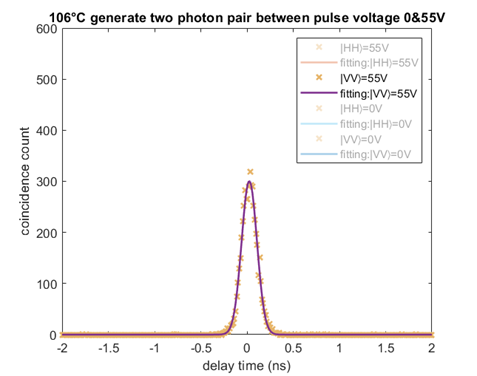 106°C generate two photon pair between pulse voltage 0&55V
600
|HH⟩=55V
fitting:|HH⟩=55V
|VV⟩=55V
fitting:|VV⟩=55V
|HH⟩=0V
fitting:|HH⟩=0V
|VV⟩=0V
fitting:|VV⟩=0V
500
400
300
200
100
0
coincidence count
-2 -1.5 -1 -0.5 0 0.5 1 1.5 2
delay time (ns)